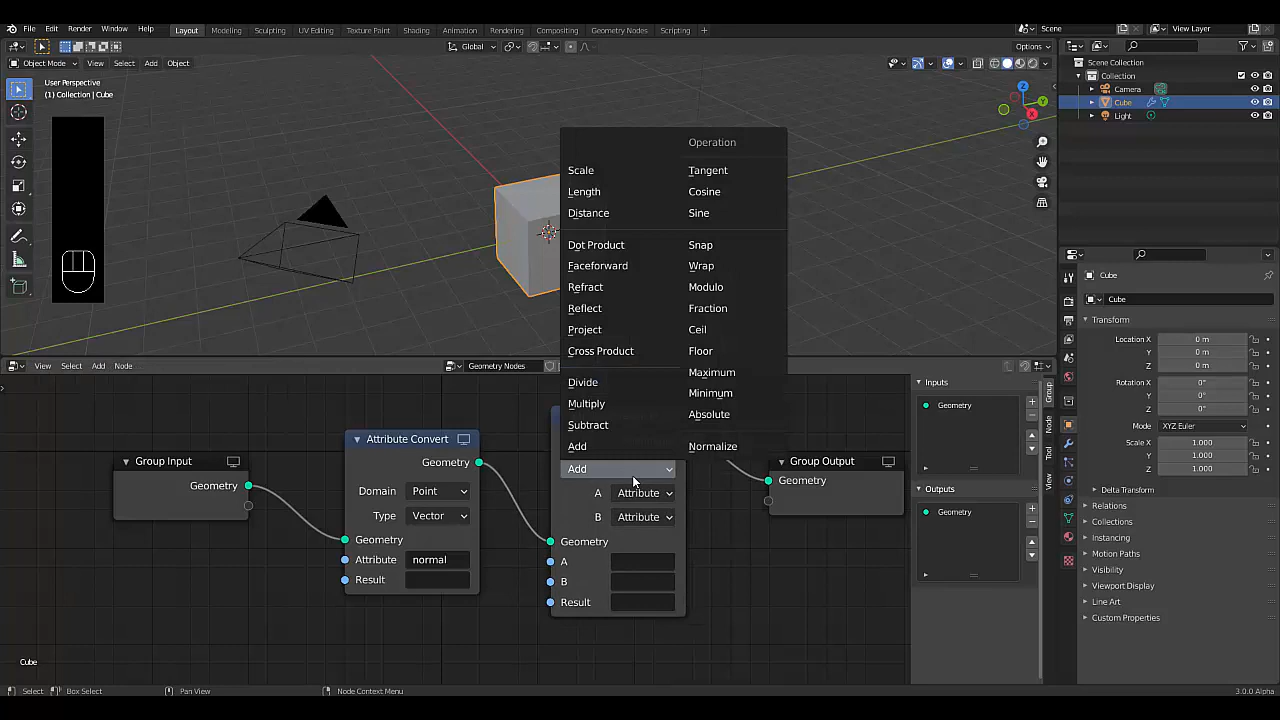 File Edit Render Window Help Layout Modeling Sculpting UV Editing Texture Paint Shading Animation Rendering Compositing Geometry Nodes Scripting Scene View Layer
Global Options
Object Mode View Select Add Object
User Perspective
(1) Collection | Cube
Scene Collection
Collection
Camera
Cube
Light
Z
Y
X
Operation
Scale Tangent
Length Cosine
Distance Sine
Dot Product Snap
Faceforward Wrap
Refract Modulo
Reflect Fraction
Project Ceil
Cross Product Floor
Divide Maximum
Multiply Minimum
Subtract Absolute
Add Normalize
Add
View Select Add Node Geometry Nodes
Group Input
Geometry
Attribute Convert
Geometry
Domain Point
Type Vector
Geometry
Attribute normal
Result
A Attribute
B Attribute
Geometry
A
B
Result
Group Output
Geometry
Inputs
Geometry
Outputs
Geometry
Group
Node
Tool
View
Cube
Cube
Transform
Location X 0 m
Y 0 m
Z 0 m
Rotation X 0°
Y 0°
Z 0°
Mode XYZ Euler
Scale X 1.000
Y 1.000
Z 1.000
Delta Transform
Relations
Collections
Instancing
Motion Paths
Visibility
Viewport Display
Line Art
Custom Properties
Cube
Select Box Select Pan View Node Context Menu 3.0.0 Alpha